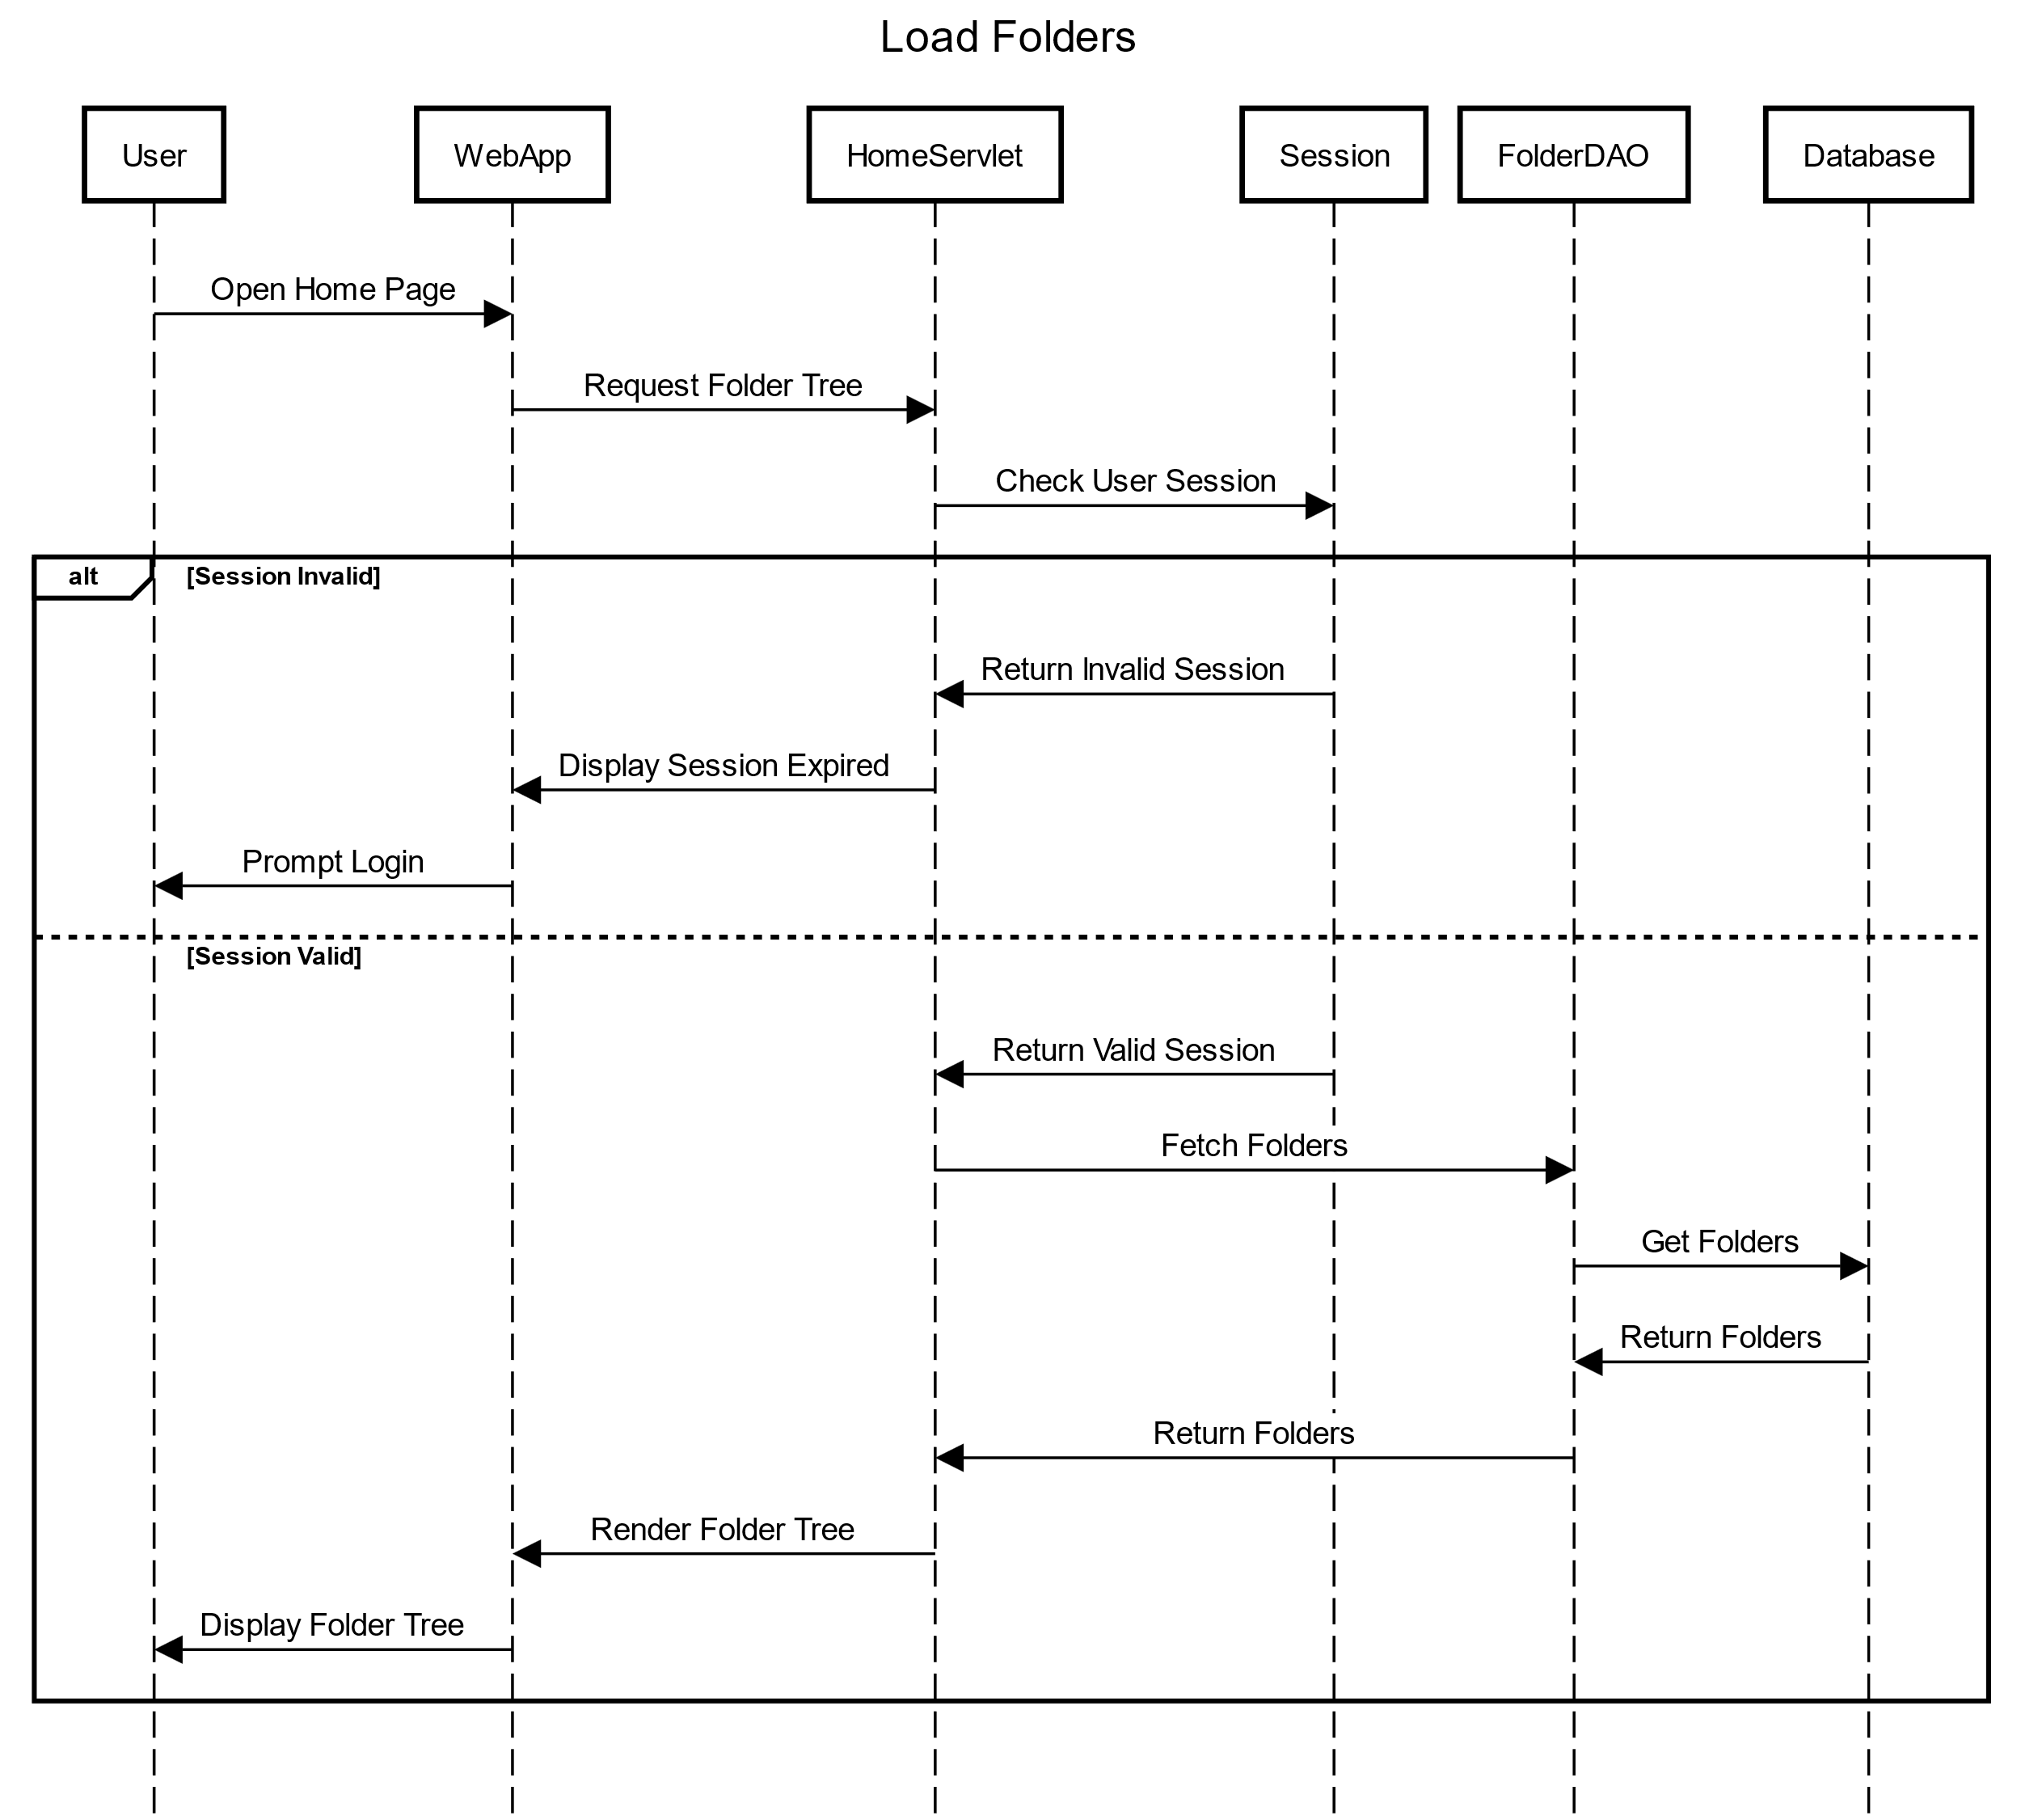 Load Folders
User
WebApp
HomeServlet
Session
FolderDAO
Database
Open Home Page
Request Folder Tree
Check User Session
alt
[Session Invalid]
Return Invalid Session
Display Session Expired
Prompt Login
[Session Valid]
Return Valid Session
Fetch Folders
Get Folders
Return Folders
Return Folders
Render Folder Tree
Display Folder Tree